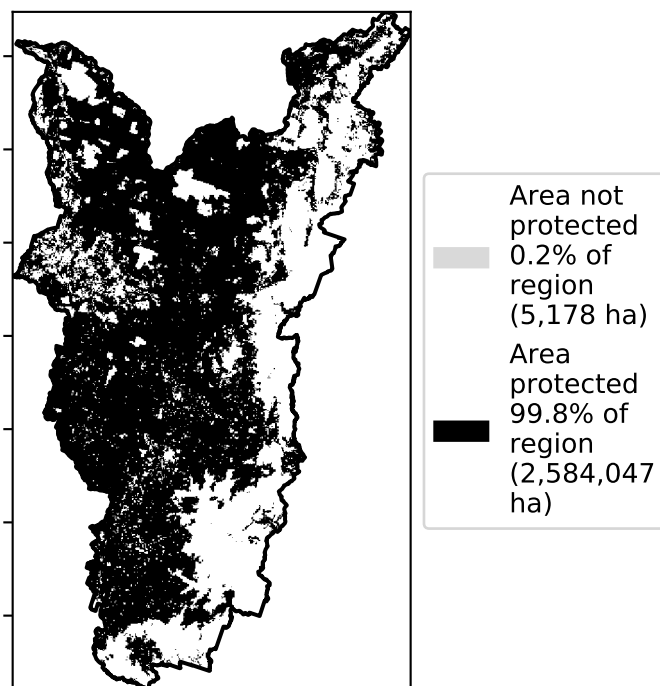 Area not
protected
0.2% of
region
(5,178 ha)
Area
protected
99.8% of
region
(2,584,047
ha)